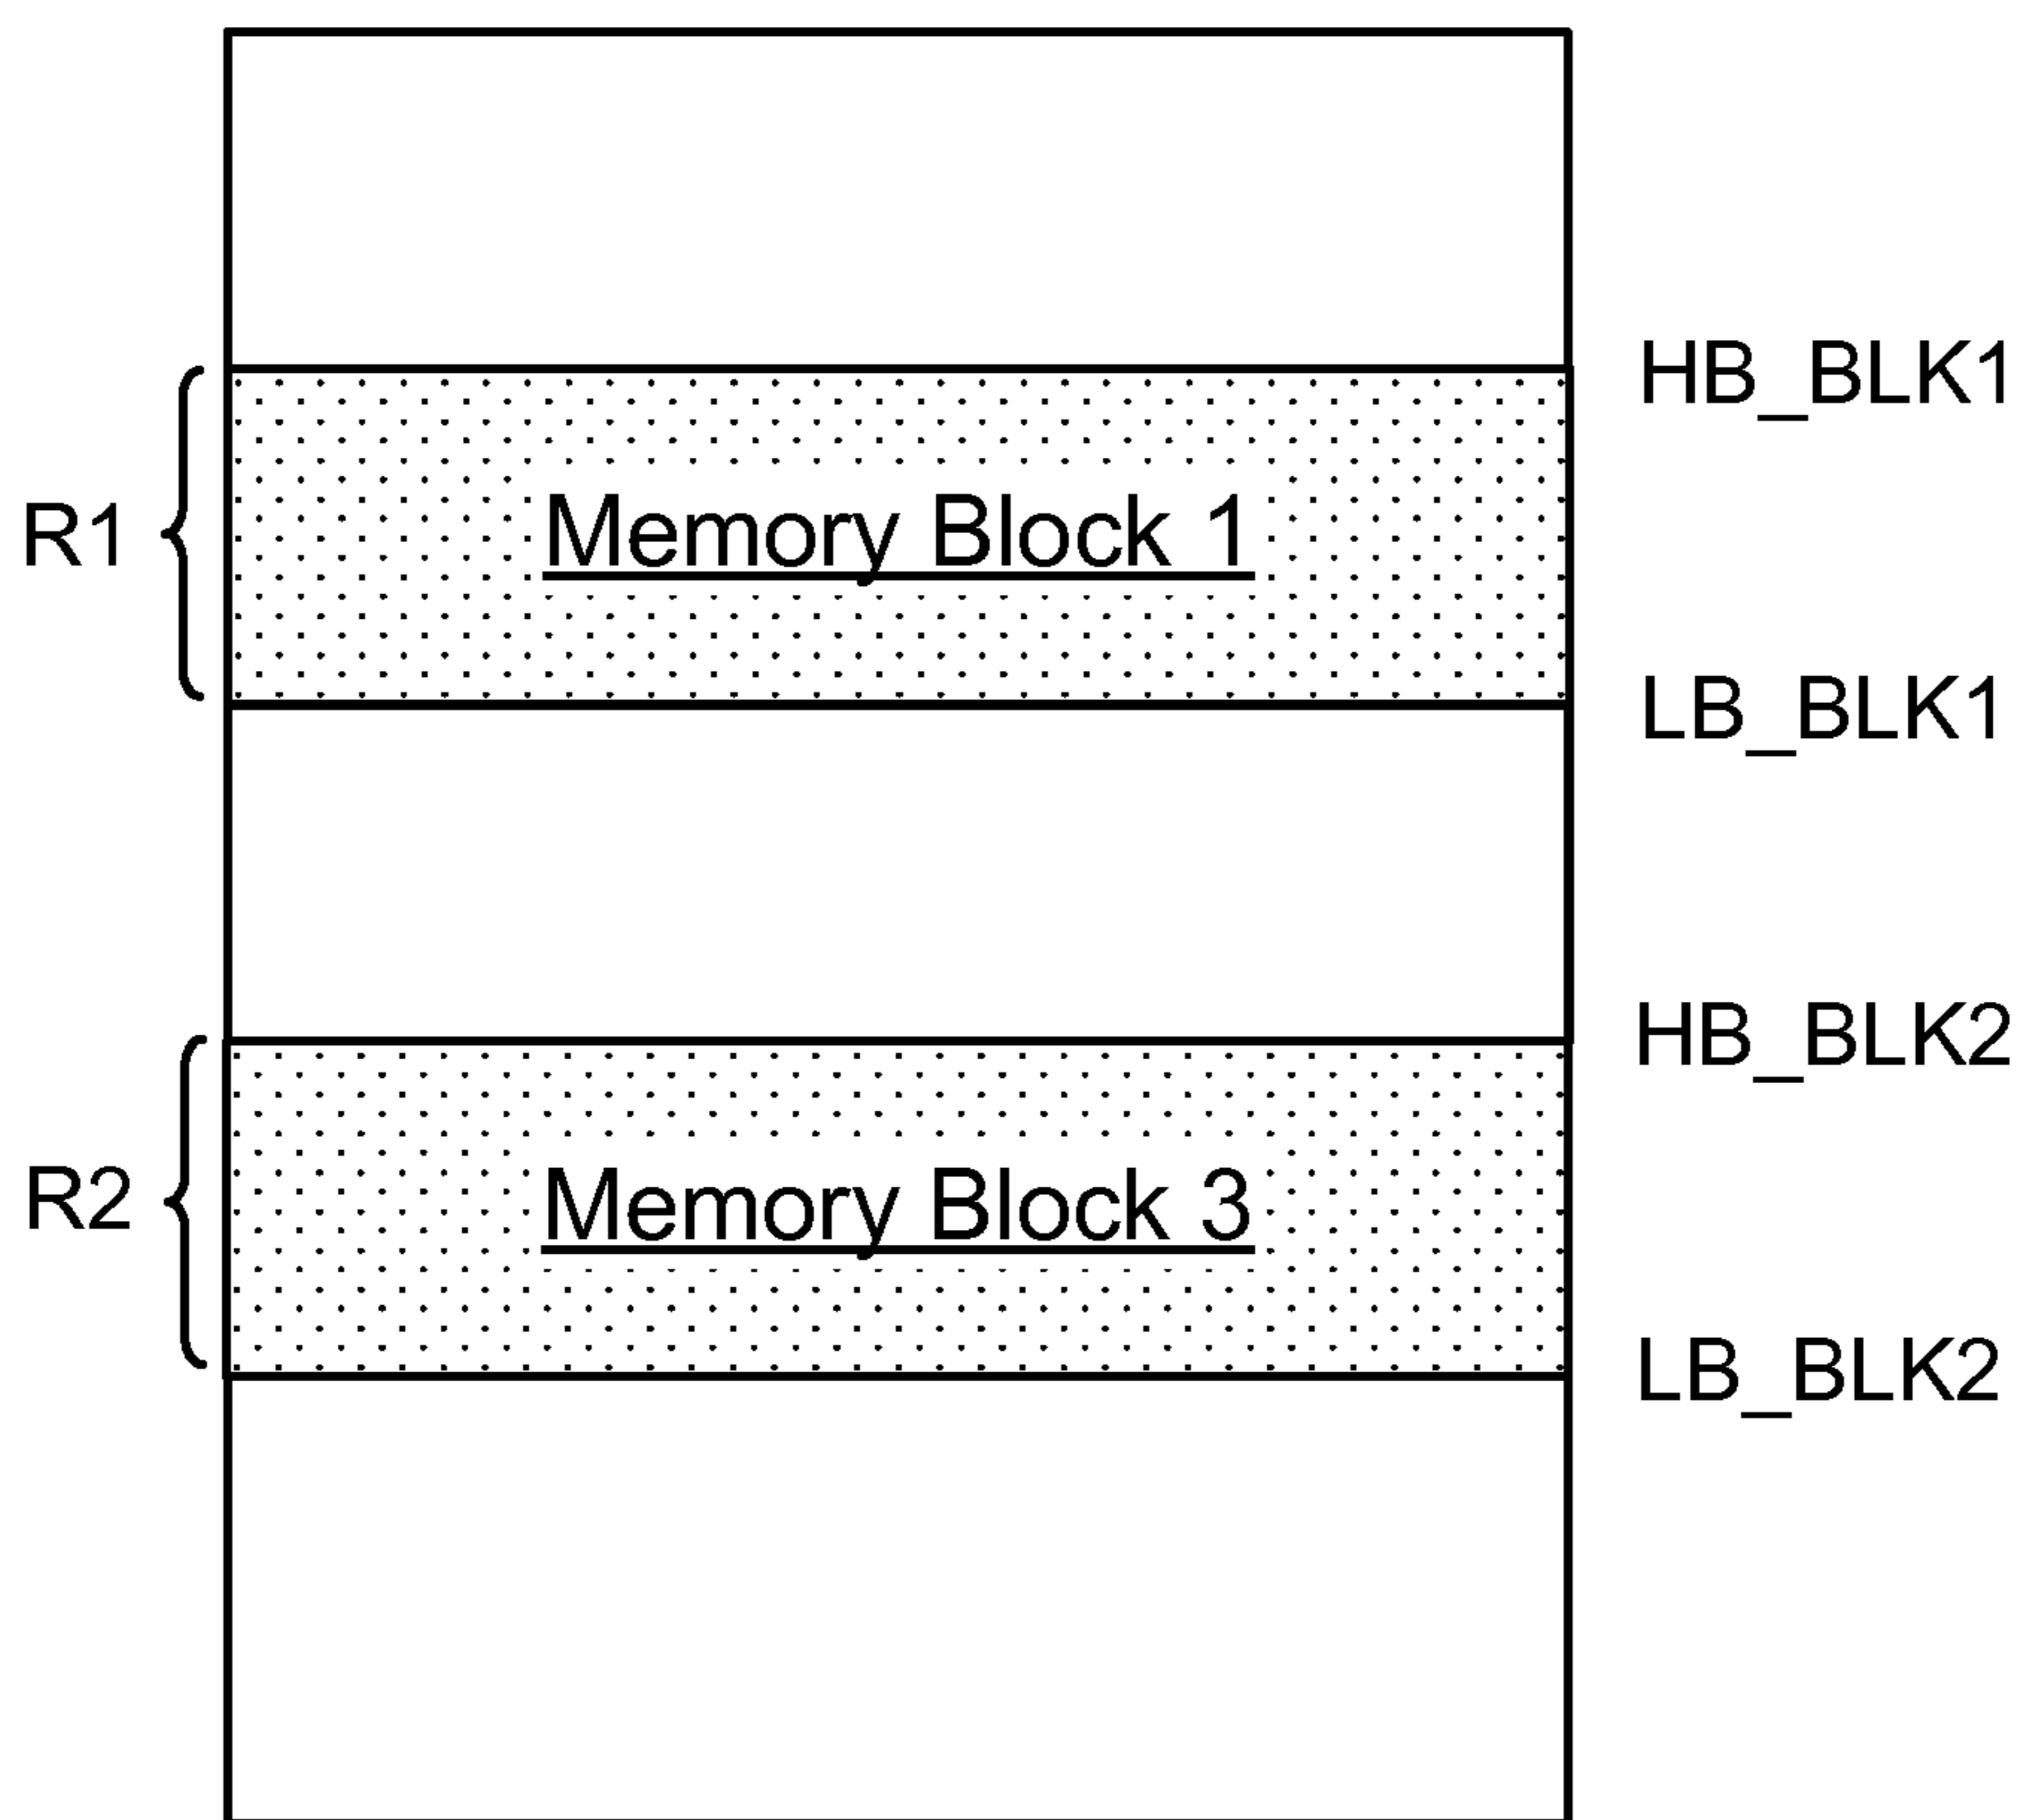 HB_BLK1
R1
Memory Block 1
LB_BLK1
HB_BLK2
R2
Memory Block 3
LB_BLK2